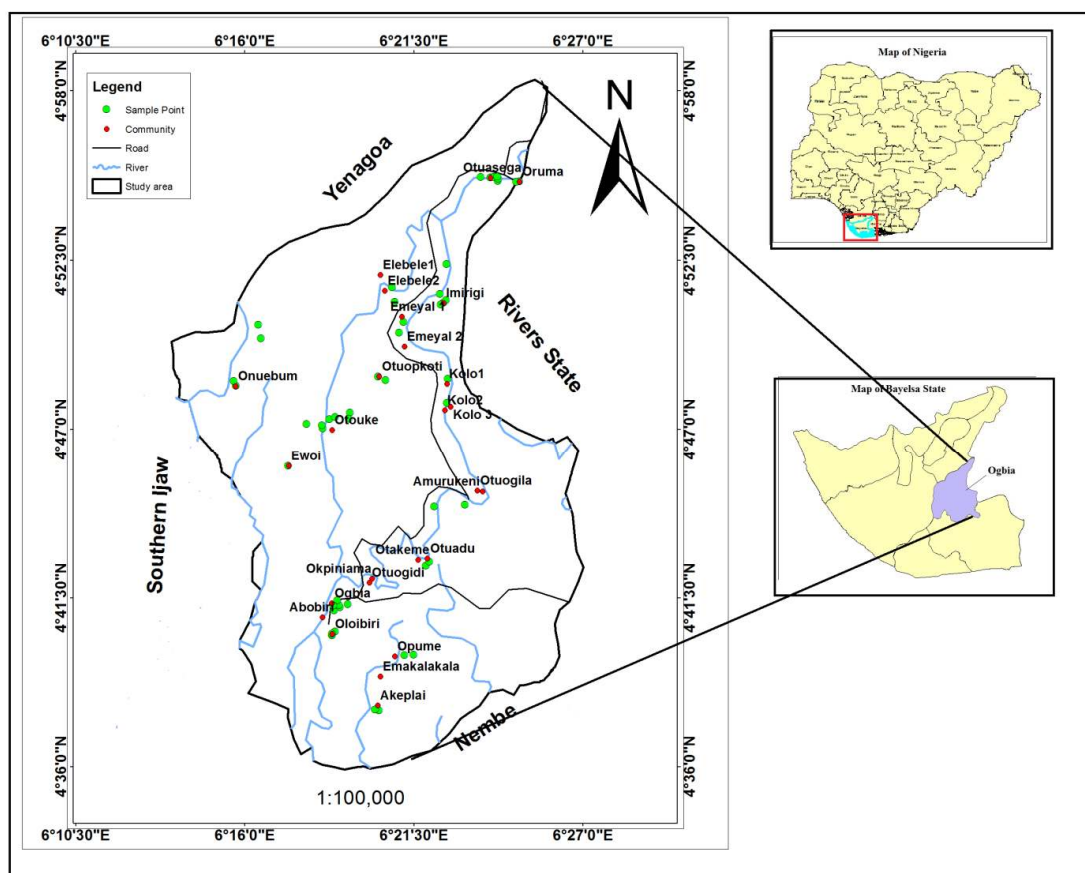 6°10'30"E 6°16'0"E 6°21'30"E 6°27'0"E
4°58'0"N
4°52'30"N
4°47'0"N
4°41'30"N
4°36'0"N
Legend
Sample Point
Community
Road
River
Study area
N
Yenagoa
Rivers State
Southern Ijaw
Nembe
Otuasega
Oruma
Elebele1
Elebele2
Imirigi
Emeyal 1
Emeyal 2
Otuopkoti
Kolo1
Onuebum
Kolo2
Kolo 3
Otouke
Ewoi
Amurukeni
Otuogila
Otakeme
Otuadu
Okpiniama
Otuogidi
Ogbia
Abobiri
Oloibiri
Opume
Emakalakala
Akeplai
1:100,000
4°58'0"N
4°52'30"N
4°47'0"N
4°41'30"N
4°36'0"N
6°10'30"E 6°16'0"E 6°21'30"E 6°27'0"E
Map of Nigeria
Map of Bayelsa State
Ogbia